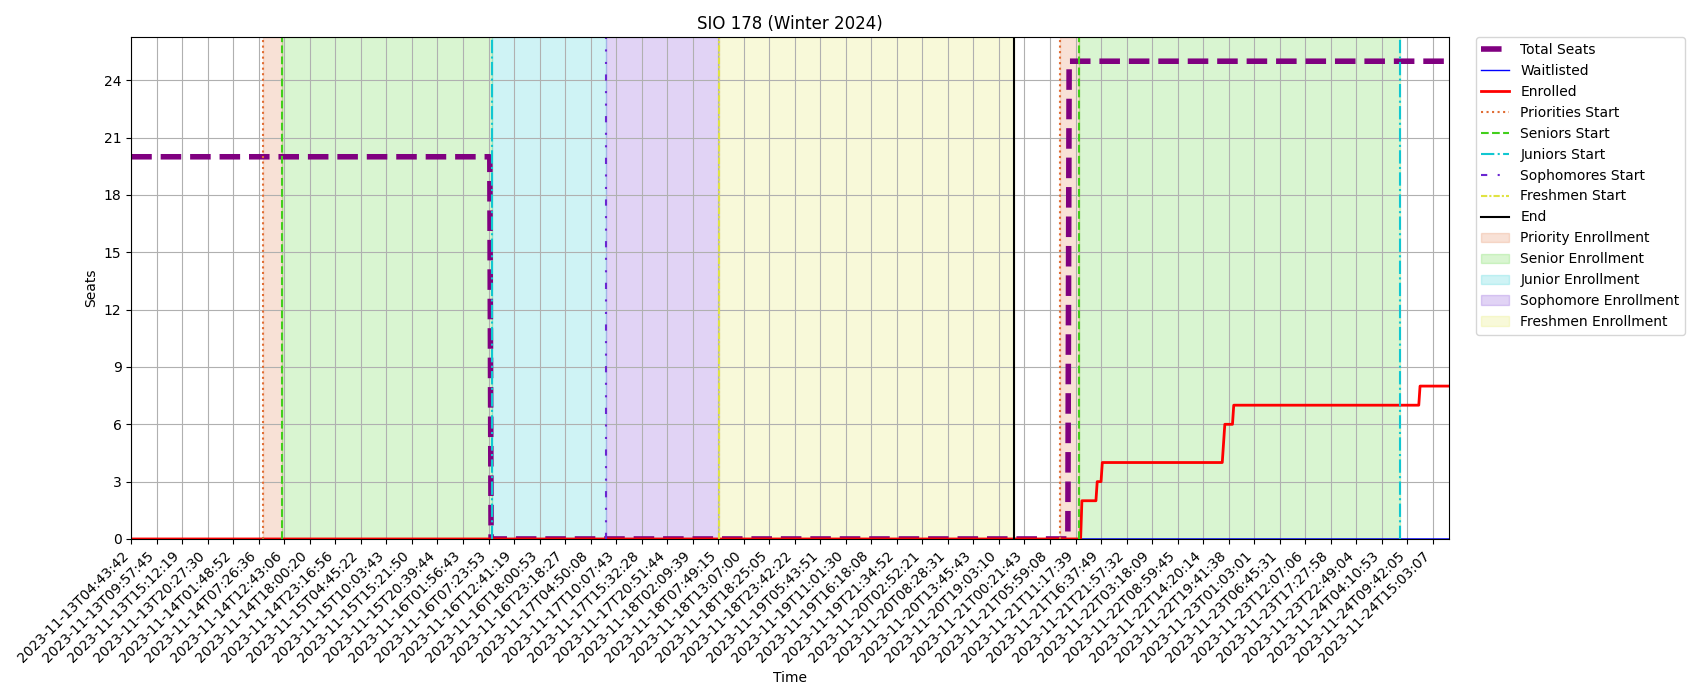 SIO 178 (Winter 2024)
Seats
24
21
18
15
12
9
6
3
0
2023-11-13T04:43:42
2023-11-13T09:57:45
2023-11-13T15:12:19
2023-11-13T20:27:30
2023-11-14T01:48:52
2023-11-14T07:26:36
2023-11-14T12:43:06
2023-11-14T18:00:20
2023-11-14T23:16:56
2023-11-15T04:45:22
2023-11-15T10:03:43
2023-11-15T15:21:50
2023-11-15T20:39:44
2023-11-16T01:56:43
2023-11-16T07:23:53
2023-11-16T12:41:19
2023-11-16T18:00:53
2023-11-16T23:18:27
2023-11-17T04:50:08
2023-11-17T10:07:43
2023-11-17T15:32:28
2023-11-17T20:51:44
2023-11-18T02:09:39
2023-11-18T07:49:15
2023-11-18T13:07:00
2023-11-18T18:25:05
2023-11-18T23:42:22
2023-11-19T05:43:51
2023-11-19T11:01:30
2023-11-19T16:18:08
2023-11-19T21:34:52
2023-11-20T02:52:21
2023-11-20T08:28:31
2023-11-20T13:45:43
2023-11-20T19:03:10
2023-11-21T00:21:43
2023-11-21T05:59:08
2023-11-21T11:17:39
2023-11-21T16:37:49
2023-11-21T21:57:32
2023-11-22T03:18:09
2023-11-22T08:59:45
2023-11-22T14:20:14
2023-11-22T19:41:38
2023-11-23T01:03:01
2023-11-23T06:45:31
2023-11-23T12:07:06
2023-11-23T17:27:58
2023-11-23T22:49:04
2023-11-24T04:10:53
2023-11-24T09:42:05
2023-11-24T15:03:07
Time
Total Seats
Waitlisted
Enrolled
Priorities Start
Seniors Start
Juniors Start
Sophomores Start
Freshmen Start
End
Priority Enrollment
Senior Enrollment
Junior Enrollment
Sophomore Enrollment
Freshmen Enrollment